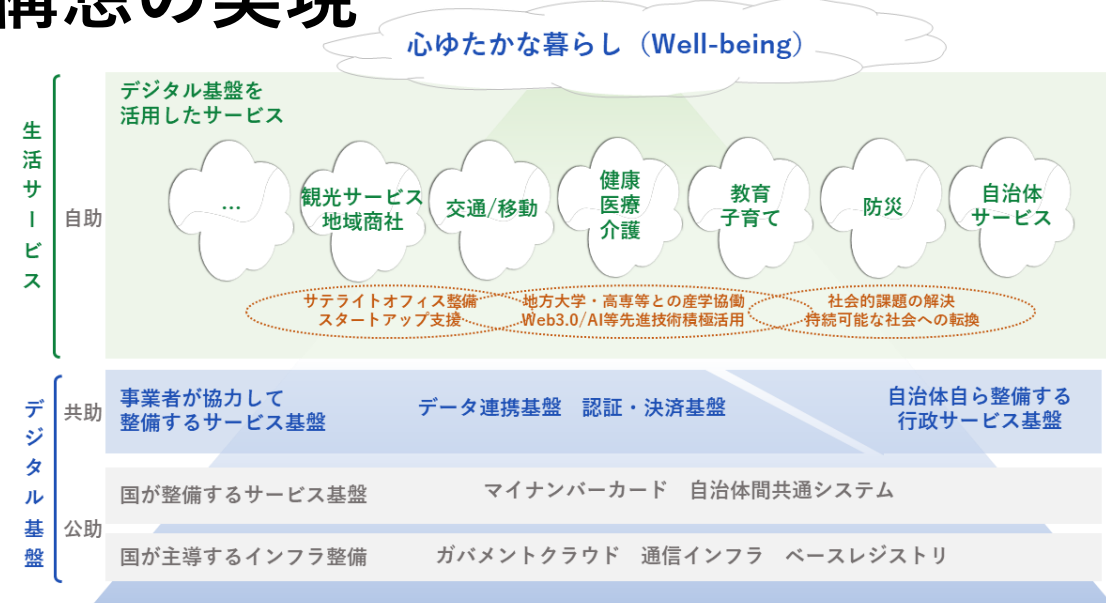 構想の実現
心ゆたかな暮らし（Well-being）
生活サービス
自助
デジタル基盤を
活用したサービス
…
観光サービス
地域商社
交通/移動
健康
医療
介護
教育
子育て
防災
自治体
サービス
サテライトオフィス整備
スタートアップ支援
地方大学・高専等との産学協働
Web3.0/AI等先進技術積極活用
社会的課題の解決
持続可能な社会への転換
デジタル基盤
共助
事業者が協力して
整備するサービス基盤
データ連携基盤　認証・決済基盤
自治体自ら整備する
行政サービス基盤
公助
国が整備するサービス基盤
マイナンバーカード　自治体間共通システム
国が主導するインフラ整備
ガバメントクラウド　通信インフラ　ベースレジストリ